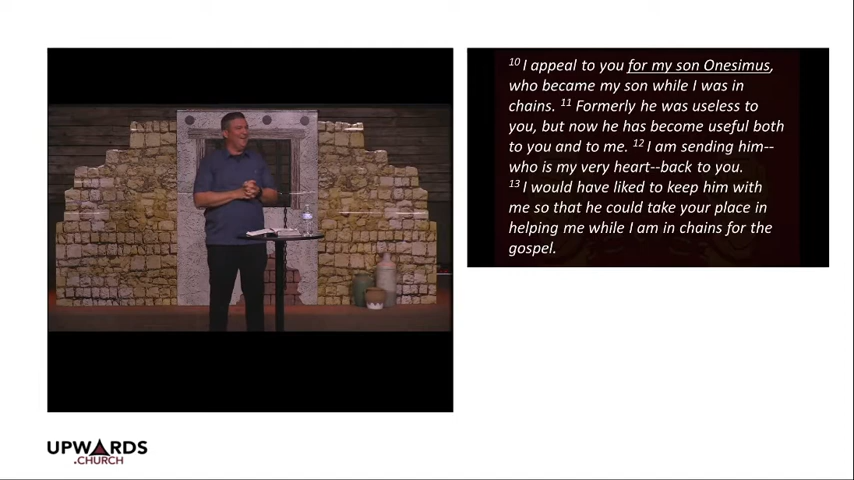 10 I appeal to you for my son Onesimus,
who became my son while I was in
chains. 11 Formerly he was useless to
you, but now he has become useful both
to you and to me. 12 I am sending him--
who is my very heart--back to you.
13 I would have liked to keep him with
me so that he could take your place in
helping me while I am in chains for the
gospel.
UPWARDS
.CHURCH